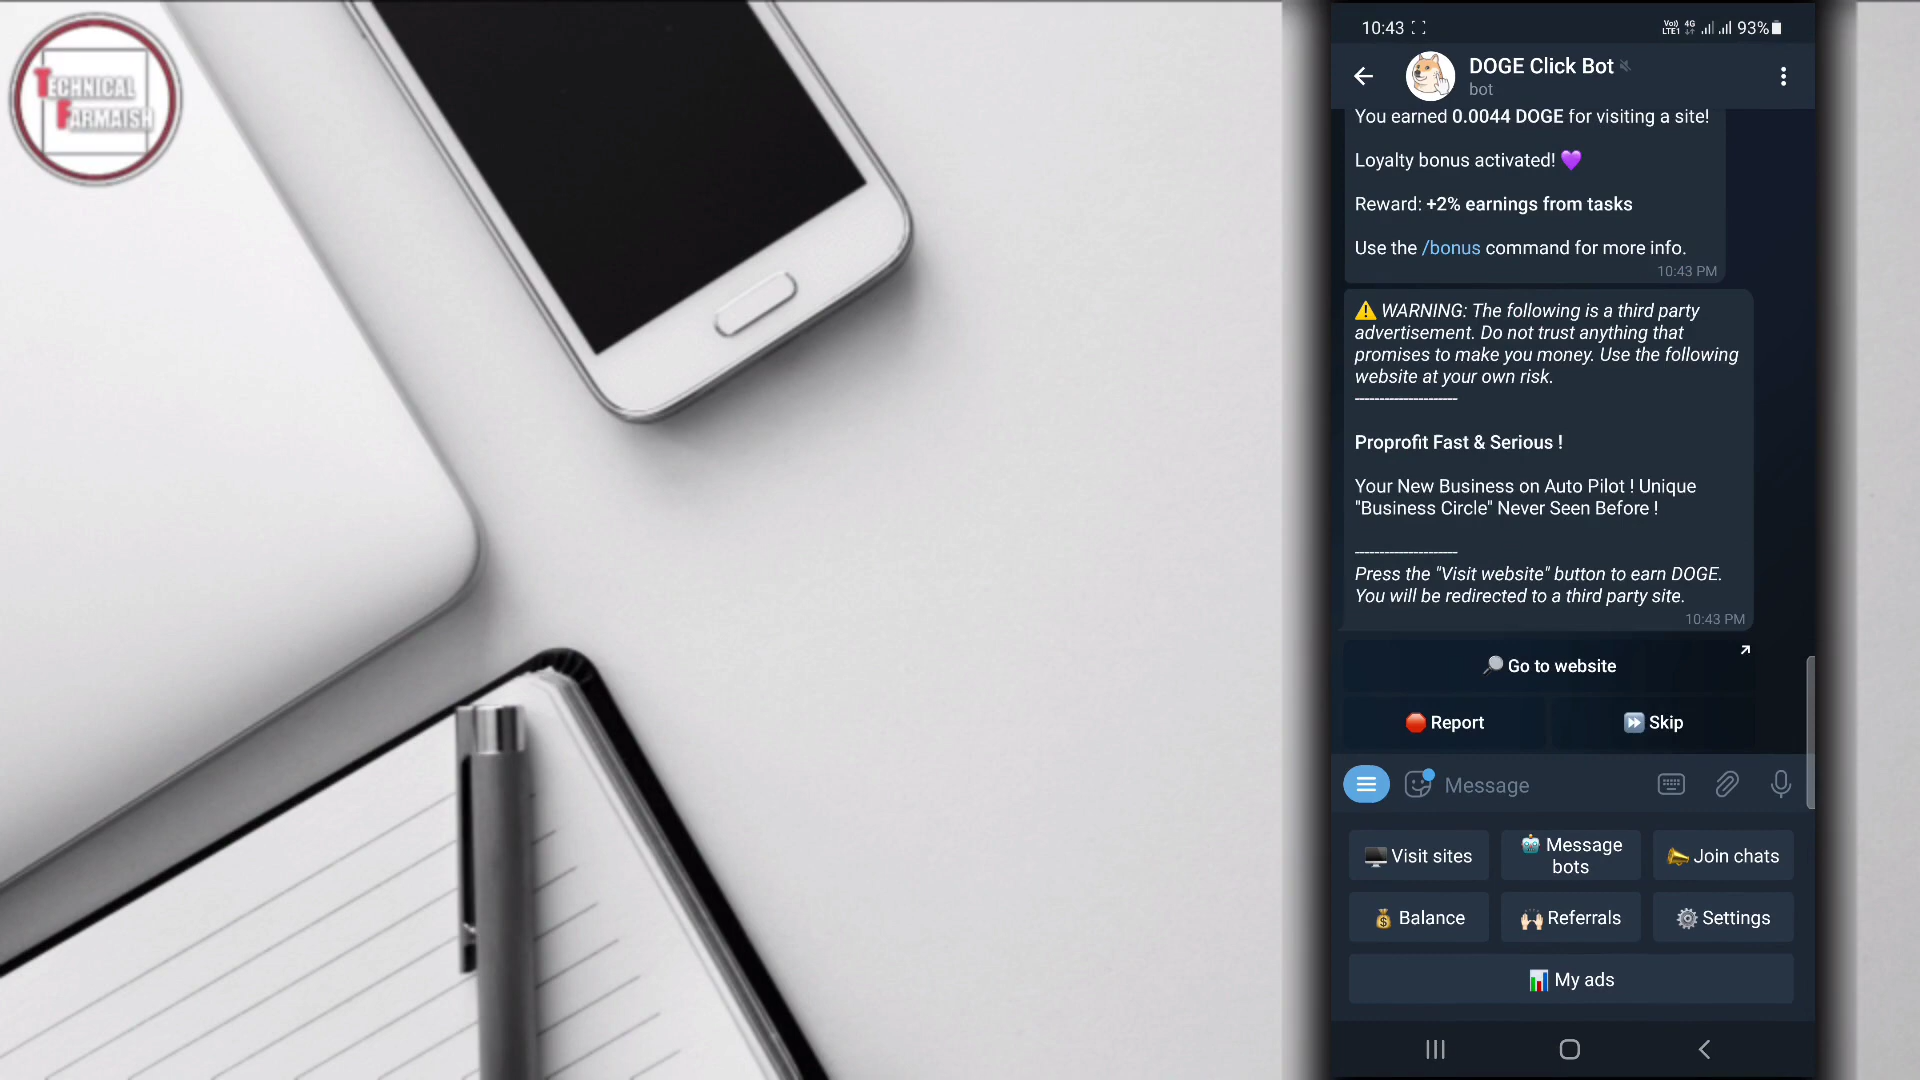 TECHNICAL
FARMAISH
10:43
Vo) 4G
LTE1
93%
DOGE Click Bot
bot
You earned 0.0044 DOGE for visiting a site!
Loyalty bonus activated! 💜
Reward: +2% earnings from tasks
Use the /bonus command for more info.
10:43 PM
⚠️ WARNING: The following is a third party
advertisement. Do not trust anything that
promises to make you money. Use the following
website at your own risk.
---------------------
Proprofit Fast & Serious !
Your New Business on Auto Pilot ! Unique
"Business Circle" Never Seen Before !
---------------------
Press the "Visit website" button to earn DOGE.
You will be redirected to a third party site.
10:43 PM
🔎 Go to website
🛑 Report
⏩ Skip
Message
🖥 Visit sites
🤖 Message
bots
📣 Join chats
💰 Balance
🙌🏻 Referrals
⚙️ Settings
📊 My ads